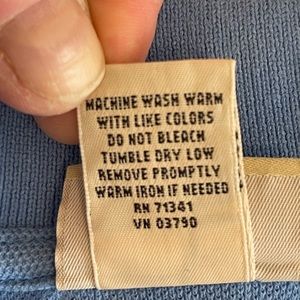 MACHINE WASH WARM
WITH LIKE COLORS
DO NOT BLEACH
TUMBLE DRY LOW
REMOVE PROMPTLY
WARM IRON IF NEEDED
RN 71341
VN 03790